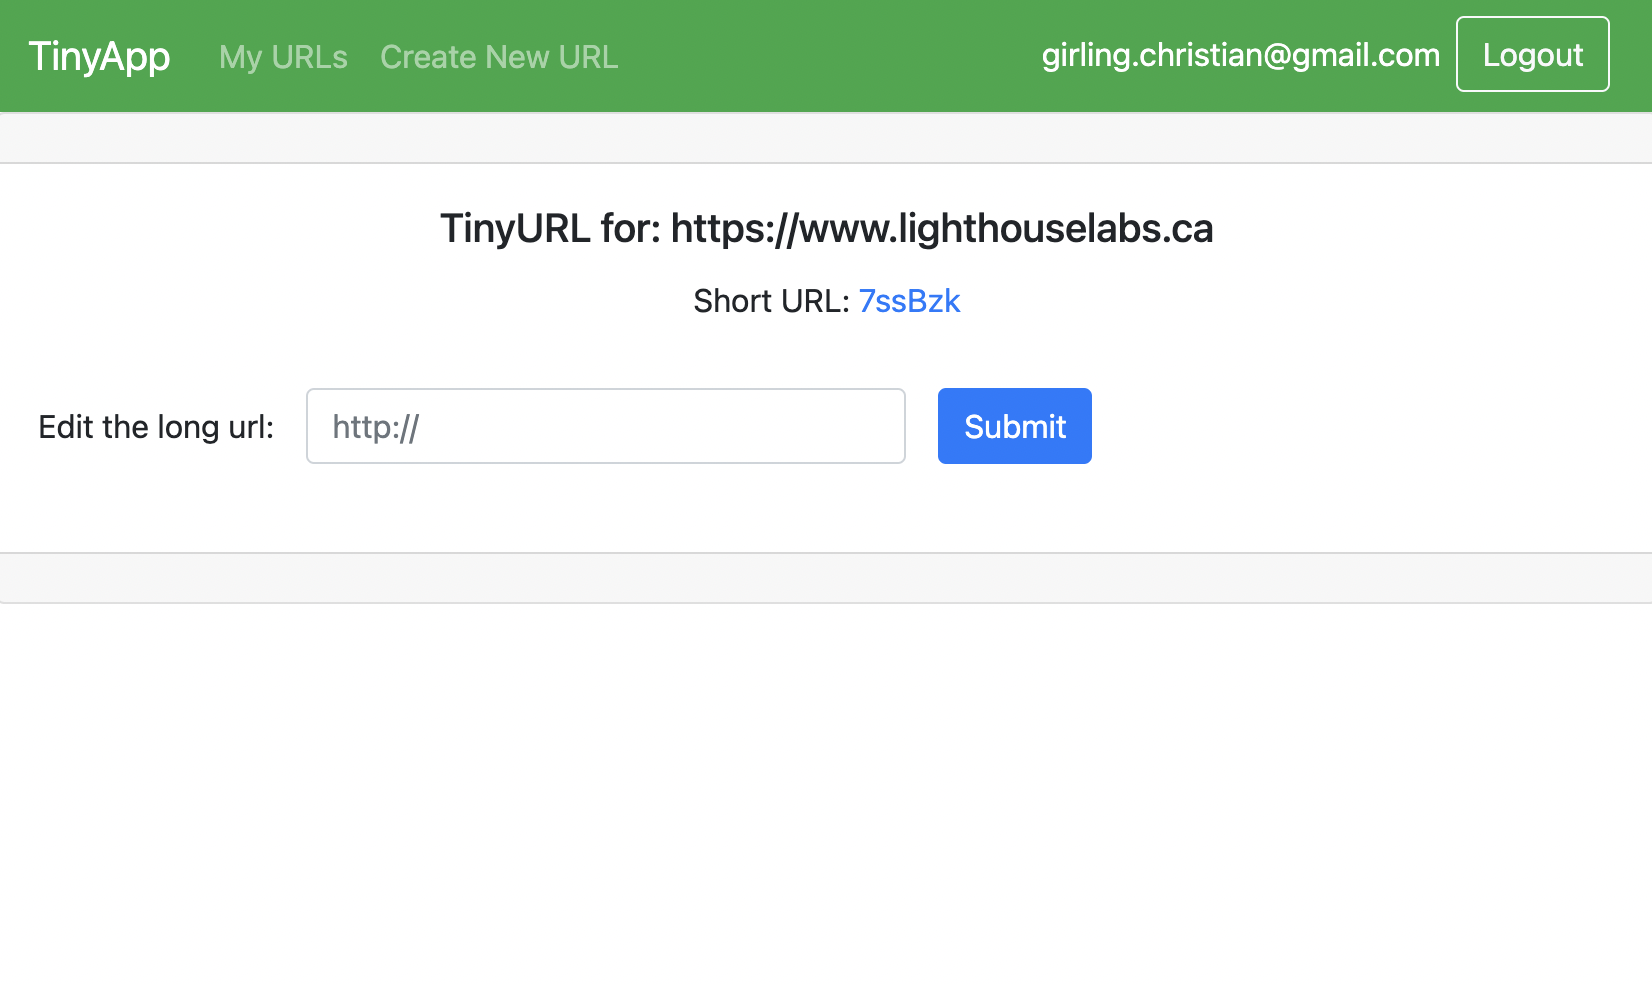 TinyApp My URLs Create New URL girling.christian@gmail.com Logout
TinyURL for: https://www.lighthouselabs.ca
Short URL: 7ssBzk
Edit the long url: http:// Submit